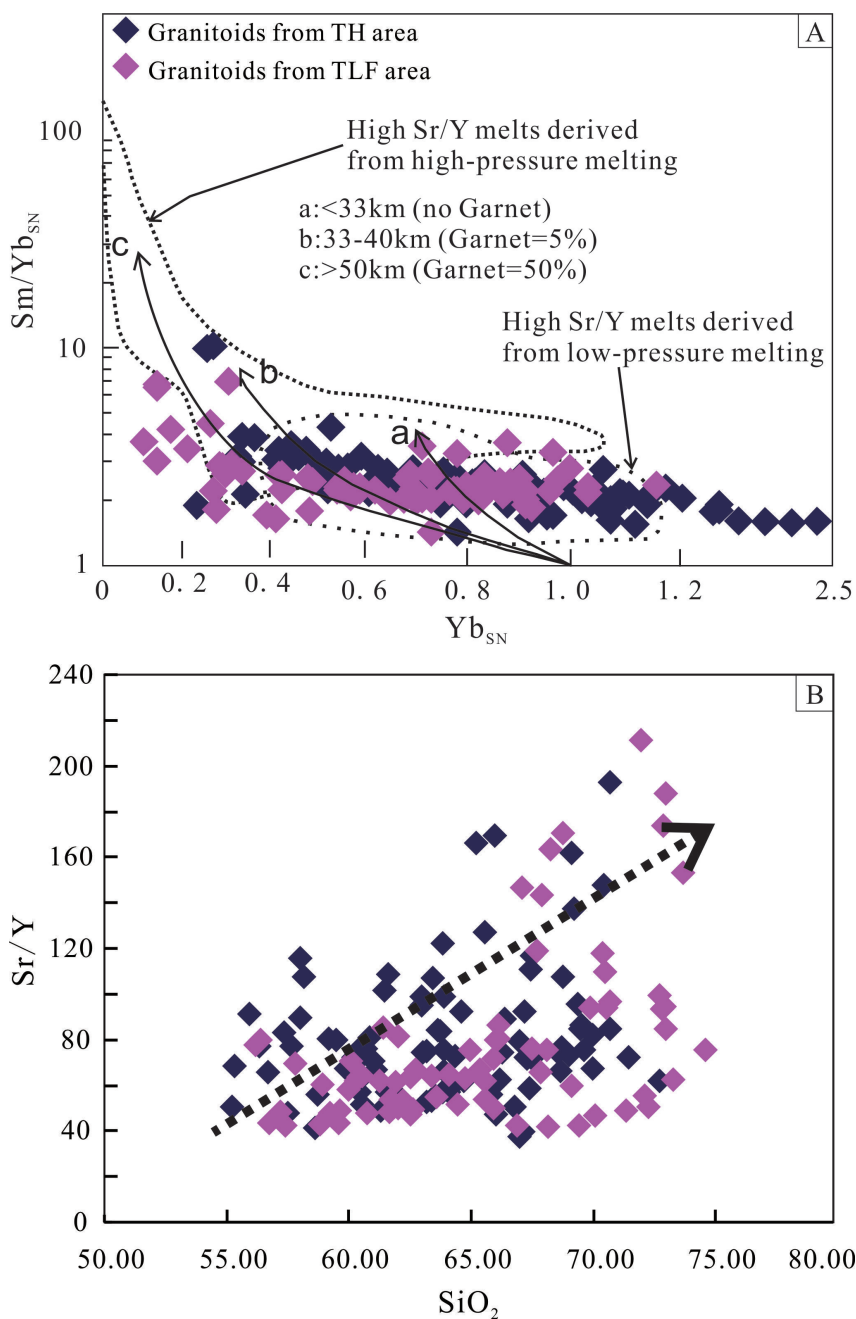 A
Granitoids from TH area
Granitoids from TLF area
100
High Sr/Y melts derived
from high-pressure melting
a:<33km (no Garnet)
b:33-40km (Garnet=5%)
c:>50km (Garnet=50%)
c
Sm/Yb_SN
High Sr/Y melts derived
from low-pressure melting
10
b
a
1
0 0.2 0.4 0.6 0.8 1.0 1.2 2.5
Yb_SN
240
B
200
160
120
Sr/Y
80
40
0
50.00 55.00 60.00 65.00 70.00 75.00 80.00
SiO₂